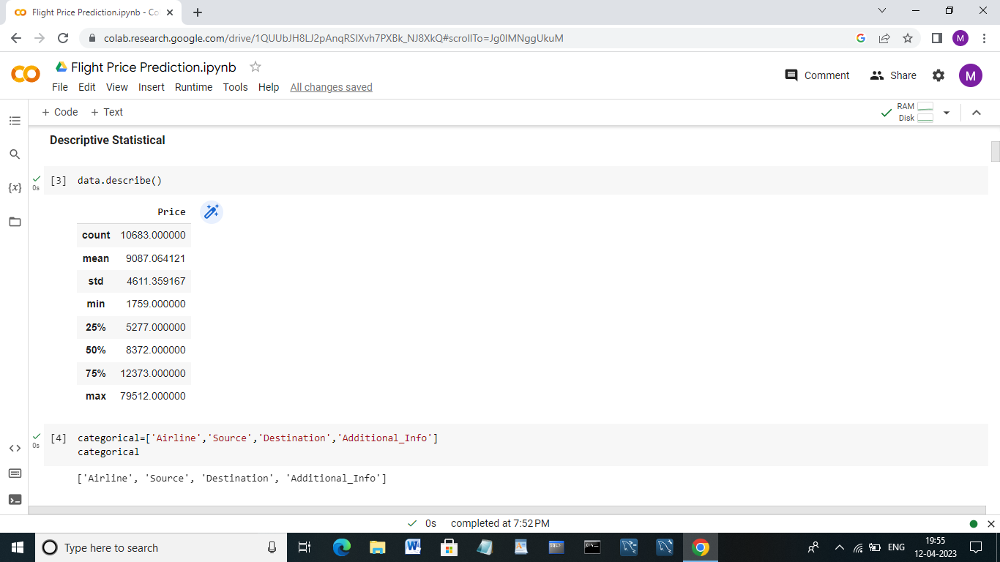 Flight Price Prediction.ipynb - Co
colab.research.google.com/drive/1QUUbJH8LJ2pAnqRSIXvh7PXBk_NJ8XkQ#scrollTo=Jg0IMNggUkuM
M
Flight Price Prediction.ipynb
Comment
Share
M
File Edit View Insert Runtime Tools Help All changes saved
+ Code + Text
RAM
Disk
Descriptive Statistical
[3] data.describe()
0s
Price
count 10683.000000
mean 9087.064121
std 4611.359167
min 1759.000000
25% 5277.000000
50% 8372.000000
75% 12373.000000
max 79512.000000
[4] categorical=['Airline','Source','Destination','Additional_Info']
0s
categorical
['Airline', 'Source', 'Destination', 'Additional_Info']
0s completed at 7:52 PM
Type here to search
ENG
19:55
12-04-2023